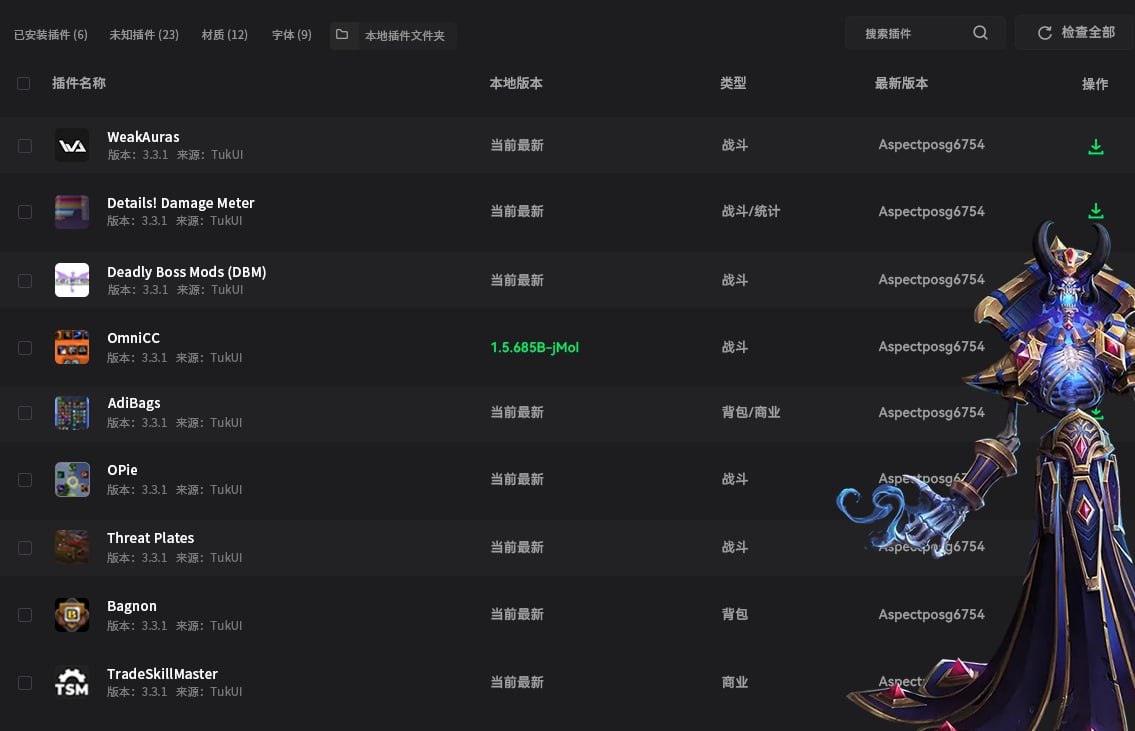 已安装插件 (6) 未知插件 (23) 材质 (12) 字体 (9) 本地插件文件夹 搜索插件 检查全部
插件名称 本地版本 类型 最新版本 操作
WeakAuras
版本：3.3.1 来源：TukUI
当前最新 战斗 Aspectposg6754
Details! Damage Meter
版本：3.3.1 来源：TukUI
当前最新 战斗/统计 Aspectposg6754
Deadly Boss Mods (DBM)
版本：3.3.1 来源：TukUI
当前最新 战斗 Aspectposg6754
OmniCC
版本：3.3.1 来源：TukUI
1.5.685B-jMol 战斗 Aspectposg6754
AdiBags
版本：3.3.1 来源：TukUI
当前最新 背包/商业 Aspectposg6754
OPie
版本：3.3.1 来源：TukUI
当前最新 战斗
Threat Plates
版本：3.3.1 来源：TukUI
当前最新 战斗
Bagnon
版本：3.3.1 来源：TukUI
当前最新 背包 Aspectposg6754
TSM
TradeSkillMaster
版本：3.3.1 来源：TukUI
当前最新 商业